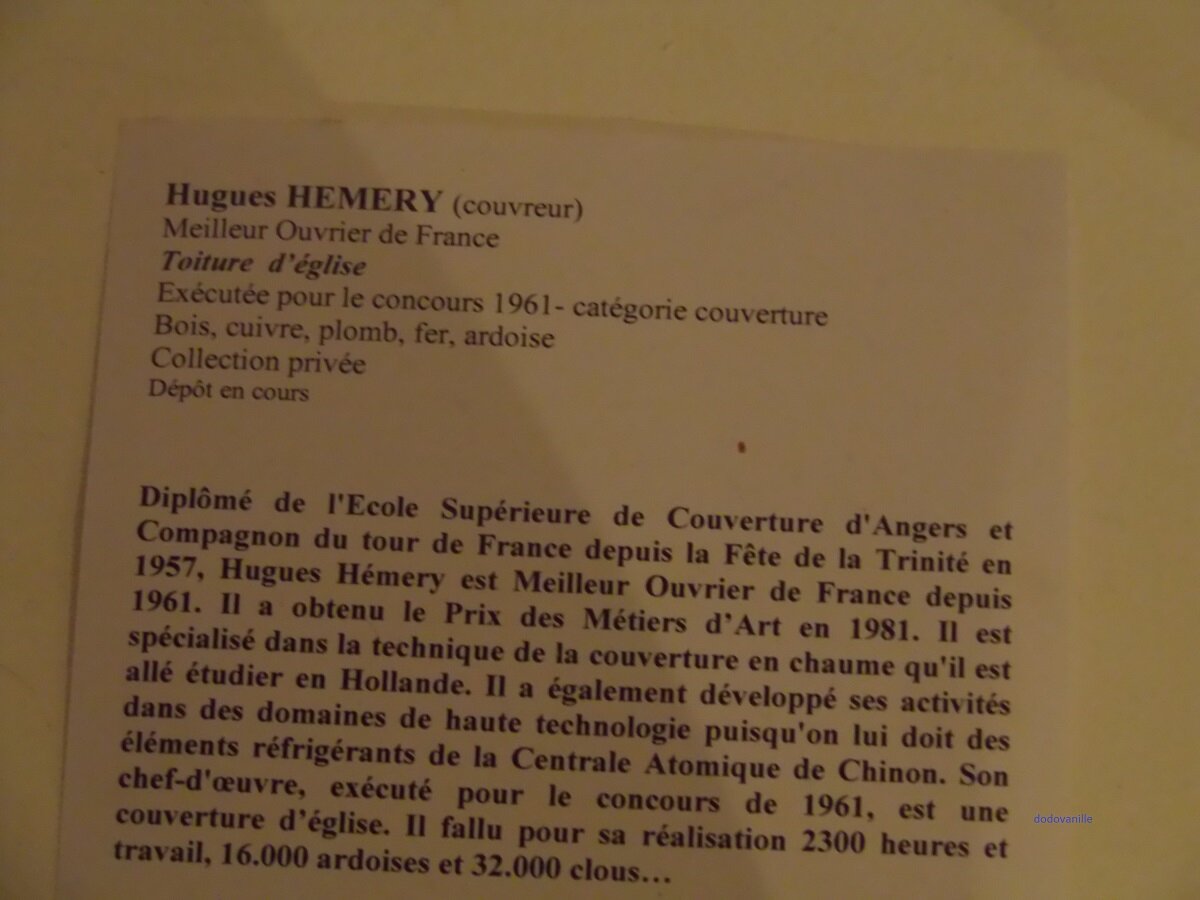 Hugues HEMERY (couvreur)
Meilleur Ouvrier de France
Toiture d'église
Exécutée pour le concours 1961- catégorie couverture
Bois, cuivre, plomb, fer, ardoise
Collection privée
Dépôt en cours
Diplômé de l'Ecole Supérieure de Couverture d'Angers et
Compagnon du tour de France depuis la Fête de la Trinité en
1957, Hugues Hémery est Meilleur Ouvrier de France depuis
1961. Il a obtenu le Prix des Métiers d'Art en 1981. Il est
spécialisé dans la technique de la couverture en chaume qu'il est
allé étudier en Hollande. Il a également développé ses activités
dans des domaines de haute technologie puisqu'on lui doit des
éléments réfrigérants de la Centrale Atomique de Chinon. Son
chef-d'œuvre, exécuté pour le concours de 1961, est une
couverture d'église. Il fallu pour sa réalisation 2300 heures et
travail, 16.000 ardoises et 32.000 clous...
dodovanille